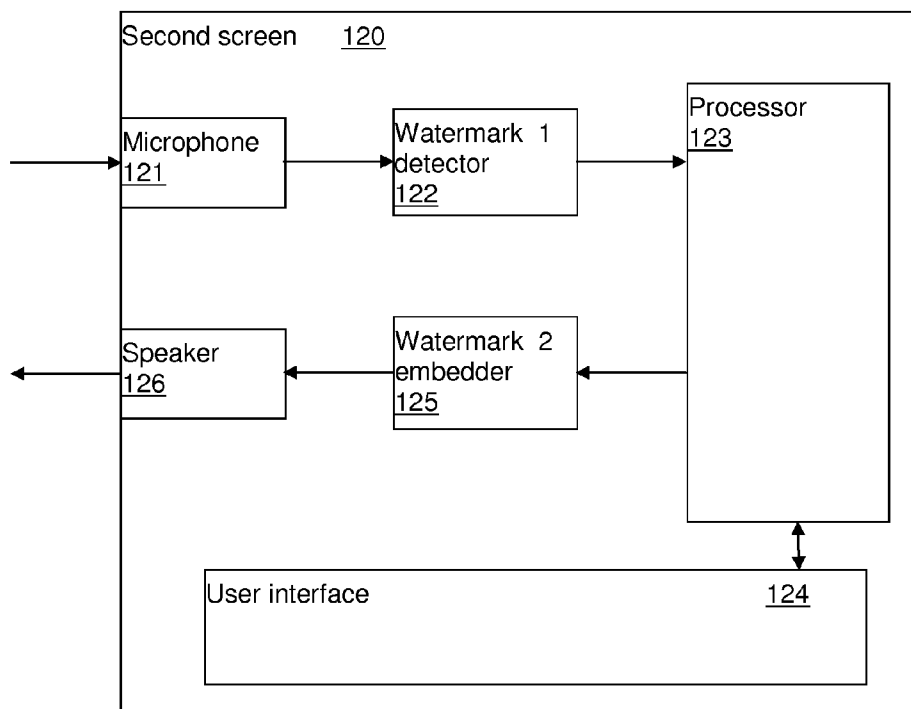 Second screen 120
Microphone
121
Watermark 1
detector
122
Processor
123
Speaker
126
Watermark 2
embedder
125
User interface 124